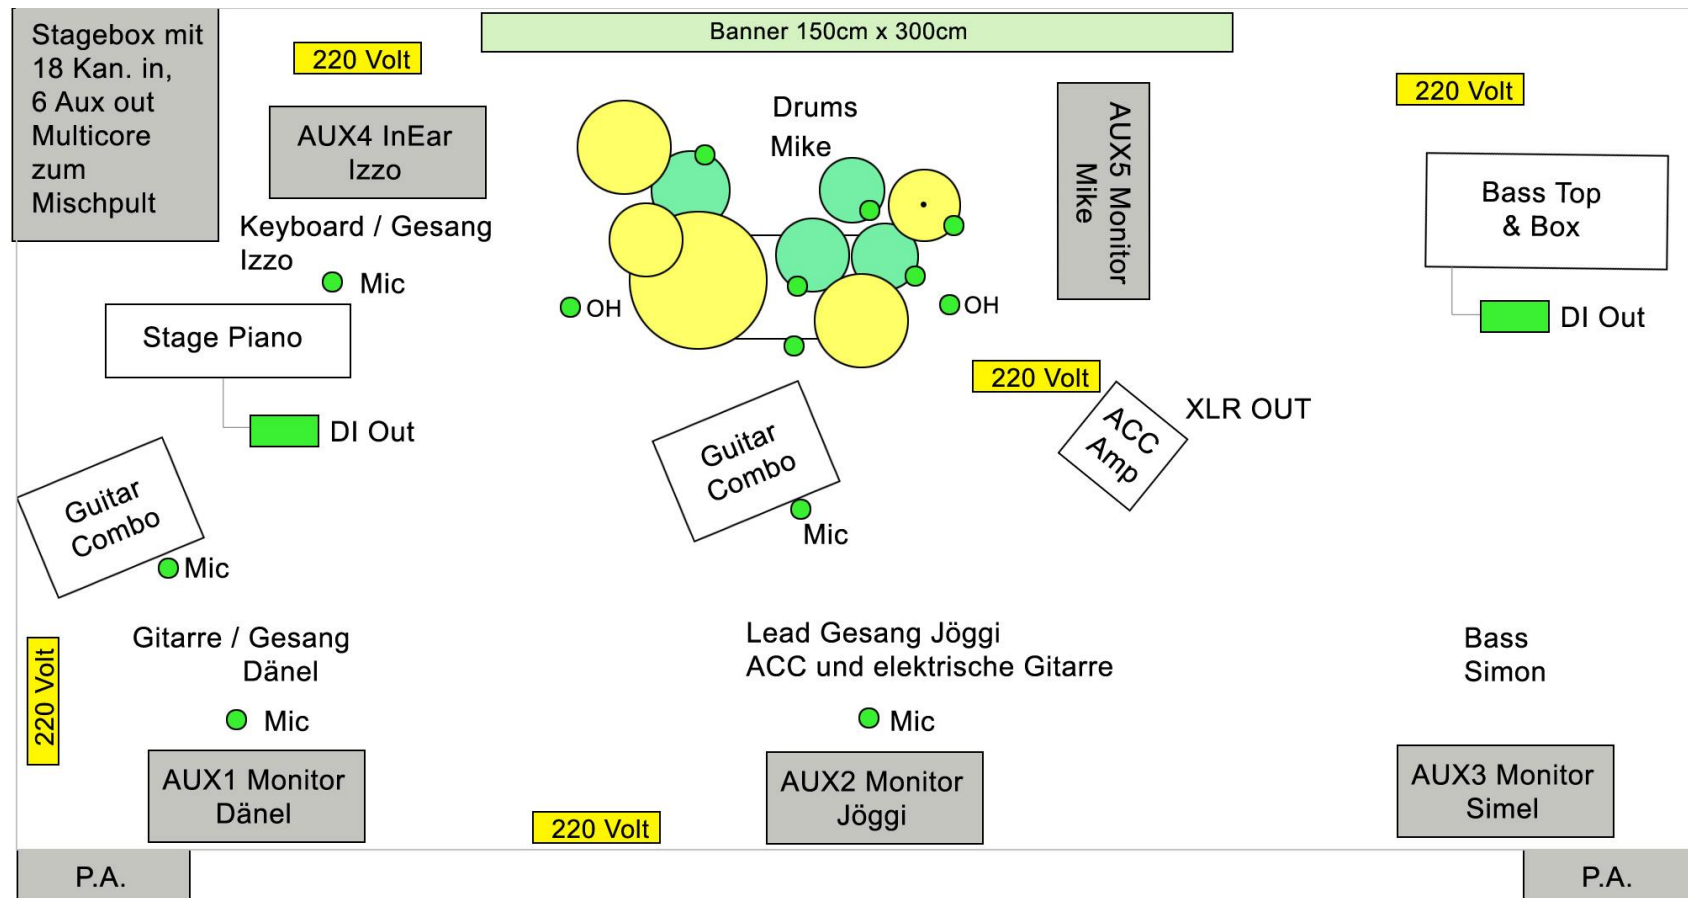 Stagebox mit
18 Kan. in,
6 Aux out
Multicore
zum
Mischpult
220 Volt
Banner 150cm x 300cm
220 Volt
AUX4 InEar
Izzo
Drums
Mike
AUX5 Monitor
Mike
Bass Top
& Box
Keyboard / Gesang
Izzo
Mic
OH
OH
DI Out
Stage Piano
DI Out
220 Volt
ACC
Amp
XLR OUT
Guitar
Combo
Mic
Guitar
Combo
Mic
220 Volt
Gitarre / Gesang
Dänel
Mic
Lead Gesang Jöggi
ACC und elektrische Gitarre
Mic
Bass
Simon
AUX1 Monitor
Dänel
220 Volt
AUX2 Monitor
Jöggi
AUX3 Monitor
Simel
P.A.
P.A.